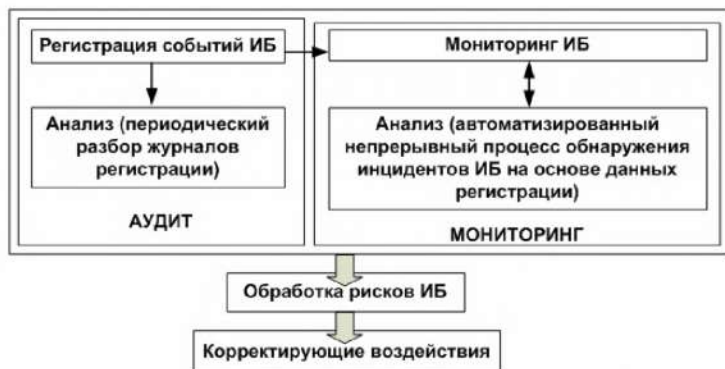 Регистрация событий ИБ
Анализ (периодический
разбор журналов
регистрации)
АУДИТ
Мониторинг ИБ
Анализ (автоматизированный
непрерывный процесс обнаружения
инцидентов ИБ на основе данных
регистрации)
МОНИТОРИНГ
Обработка рисков ИБ
Корректирующие воздействия